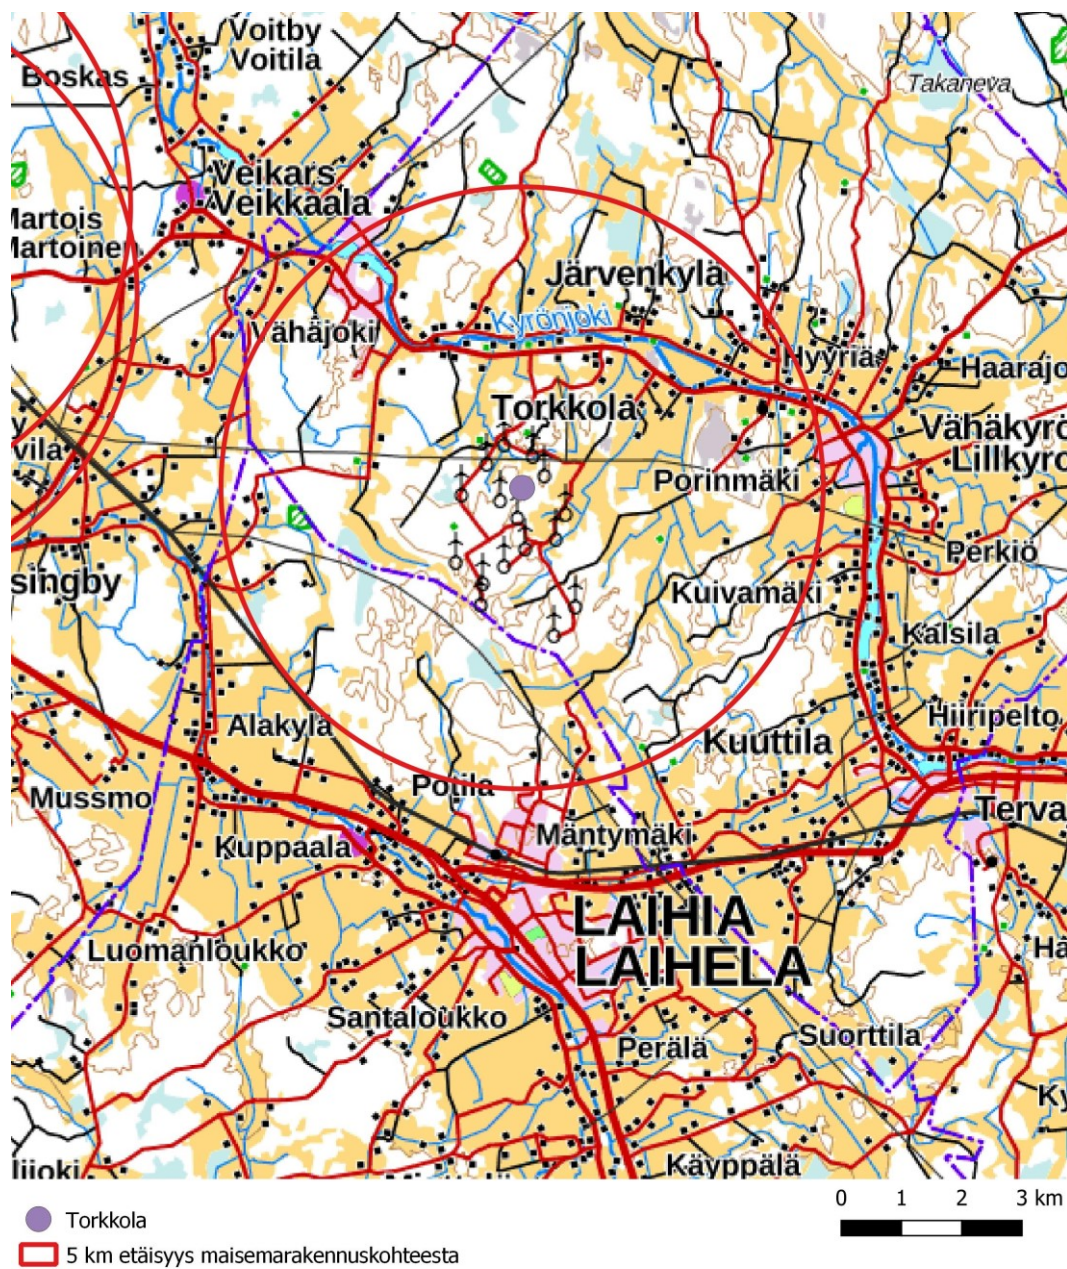 Voitby
Voitila
Boskas
Takaneva
Veikars
Veikkaala
Martois
Martoinen
Järvenkylä
Kyrönjoki
Vähäjoki
Hyyriä
Haarajo
Torkkola
Vähäkyrö
Lillkyro
vila
Porinmäki
Perkiö
singby
Kuivamäki
Kalsila
Alakylä
Hiiripelto
Kuuttila
Potila
Mussmo
Terva
Mäntymäki
Kuppaala
LAIHIA
LAIHELA
Luomanloukko
Santaloukko
Suorttila
Perälä
Käyppälä
0 1 2 3 km
Torkkola
5 km etäisyys maisemarakennuskohteesta